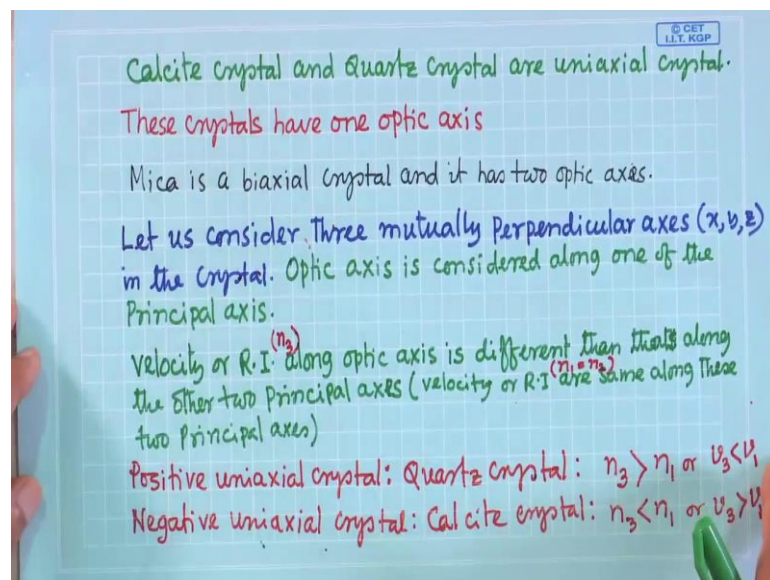 © CET
I.I.T. KGP
Calcite crystal and Quartz crystal are uniaxial crystal.
These crystals have one optic axis
Mica is a biaxial crystal and it has two optic axes.
Let us consider Three mutually perpendicular axes (x,y,z)
in the crystal. Optic axis is considered along one of the
Principal axis.
velocity or R.I. (n₃) along optic axis is different than that along
the other two principal axes (velocity or R.I (n₁=n₂) are same along These
two Principal axes)
Positive uniaxial crystal: Quartz crystal: n₃ > n₁ or v₃ < v₁
Negative uniaxial crystal: Calcite crystal: n₃ < n₁ or v₃ > v₁